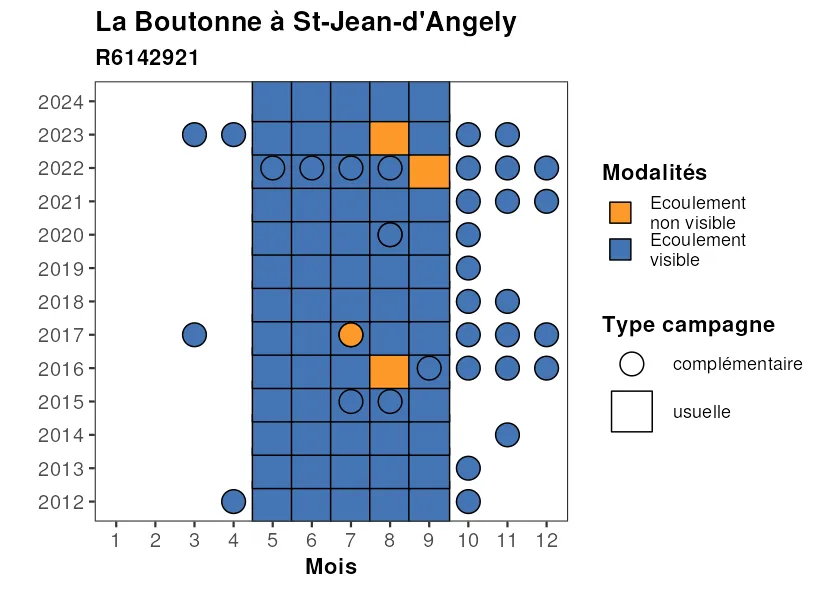 La Boutonne à St-Jean-d'Angely
R6142921
2024
2023
2022
2021
2020
2019
2018
2017
2016
2015
2014
2013
2012
1 2 3 4 5 6 7 8 9 10 11 12
Mois
Modalités
Ecoulement
non visible
Ecoulement
visible
Type campagne
complémentaire
usuelle